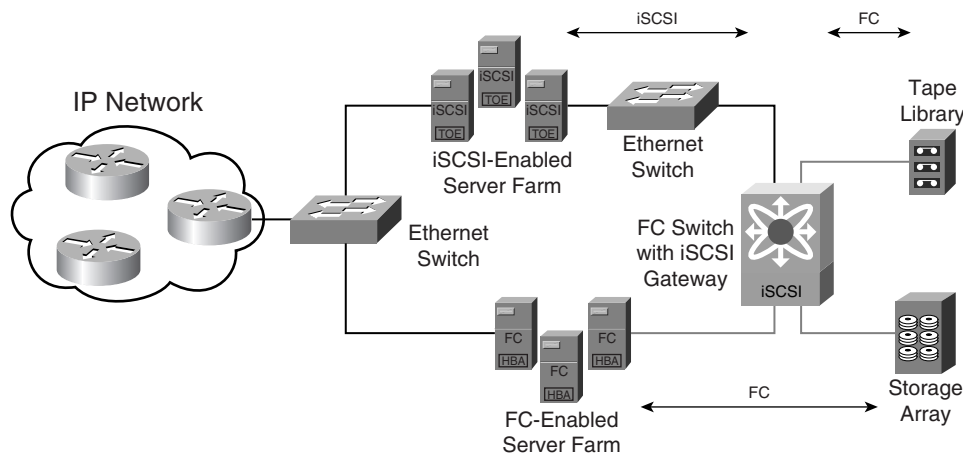 iSCSI
FC
IP Network
iSCSI
TOE
iSCSI
TOE
iSCSI
TOE
iSCSI-Enabled
Server Farm
Ethernet
Switch
Tape
Library
Ethernet
Switch
FC Switch
with iSCSI
Gateway
iSCSI
FC
HBA
FC
HBA
FC
HBA
FC-Enabled
Server Farm
FC
Storage
Array